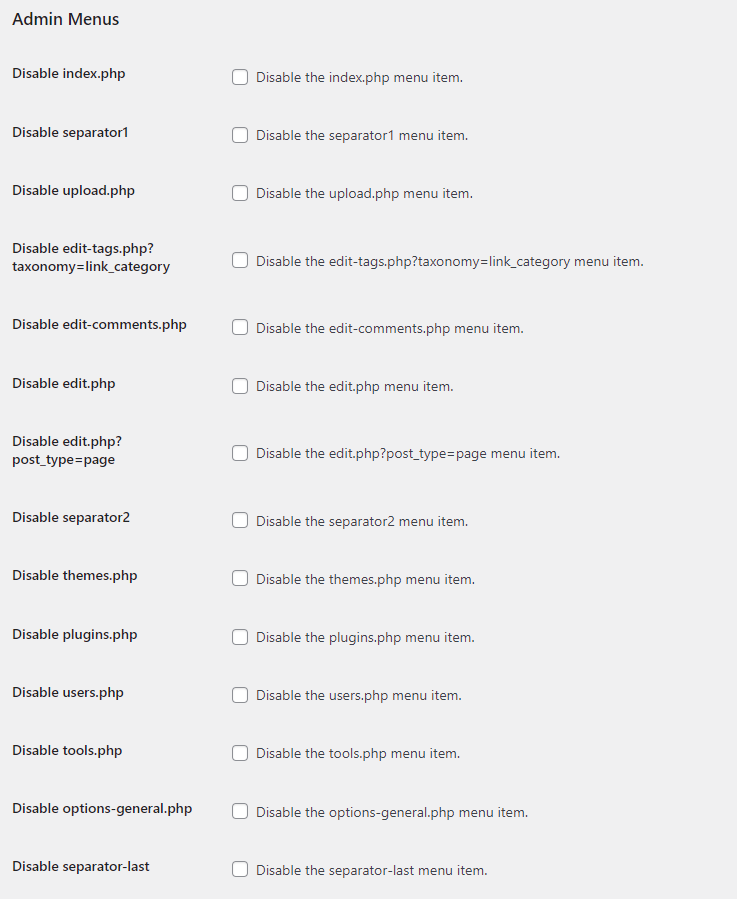 Admin Menus
Disable index.php
Disable the index.php menu item.
Disable separator1
Disable the separator1 menu item.
Disable upload.php
Disable the upload.php menu item.
Disable edit-tags.php?
taxonomy=link_category
Disable the edit-tags.php?taxonomy=link_category menu item.
Disable edit-comments.php
Disable the edit-comments.php menu item.
Disable edit.php
Disable the edit.php menu item.
Disable edit.php?
post_type=page
Disable the edit.php?post_type=page menu item.
Disable separator2
Disable the separator2 menu item.
Disable themes.php
Disable the themes.php menu item.
Disable plugins.php
Disable the plugins.php menu item.
Disable users.php
Disable the users.php menu item.
Disable tools.php
Disable the tools.php menu item.
Disable options-general.php
Disable the options-general.php menu item.
Disable separator-last
Disable the separator-last menu item.